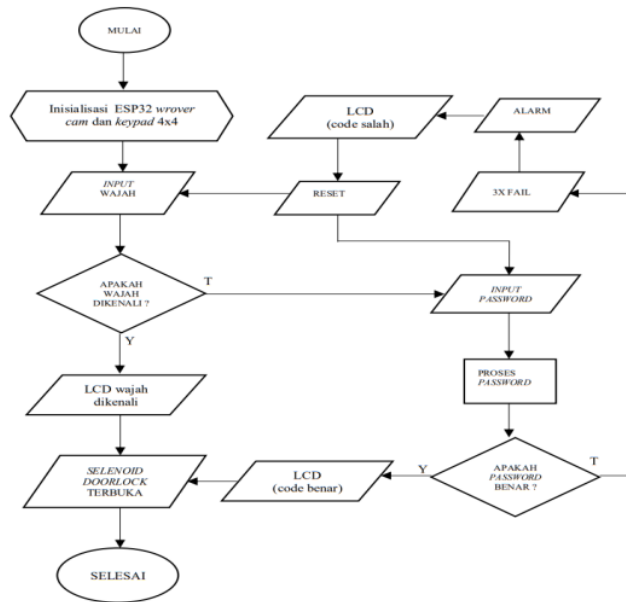 MULAI
Inisialisasi ESP32 wrover
cam dan keypad 4x4
LCD
(code salah)
ALARM
INPUT
WAJAH
RESET
3X FAIL
APAKAH
WAJAH
DIKENALI ?
T
INPUT
PASSWORD
Y
PROSES
PASSWORD
LCD wajah
dikenali
SELENOID
DOORLOCK
TERBUKA
LCD
(code benar)
Y
APAKAH
PASSWORD
BENAR ?
T
SELESAI